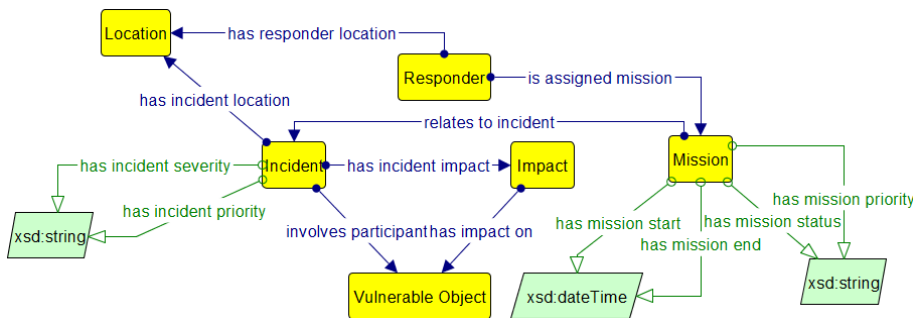 Location
has responder location
Responder
is assigned mission
has incident location
relates to incident
Incident
has incident impact
Impact
Mission
has incident severity
has incident priority
xsd:string
involves participant
has impact on
has mission start
has mission end
has mission status
has mission priority
Vulnerable Object
xsd:dateTime
xsd:string